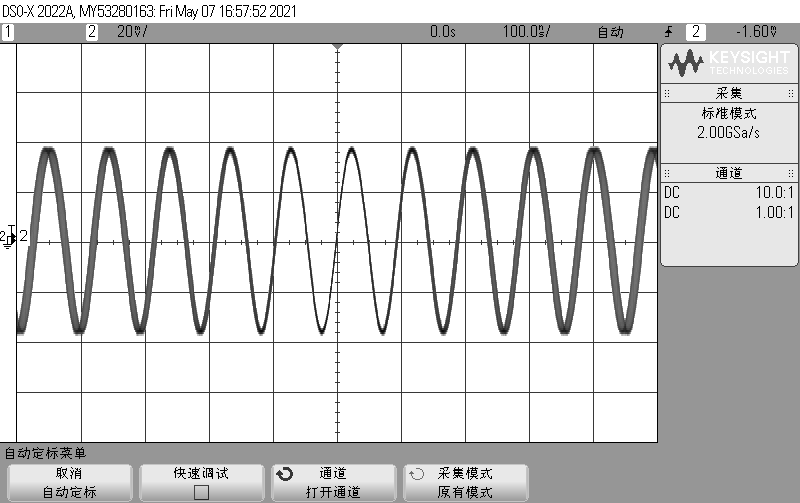 DSO-X 2022A, MY53280163: Fri May 07 16:57:52 2021
1 2 20V/ 0.0s 100.0ns/ 自动 2 -1.60V
KEYSIGHT
TECHNOLOGIES
采集
标准模式
2.00GSa/s
通道
DC 10.0:1
DC 1.00:1
2 2
自动定标菜单
取消 快速调试 通道 采集模式
自动定标 打开通道 原有模式